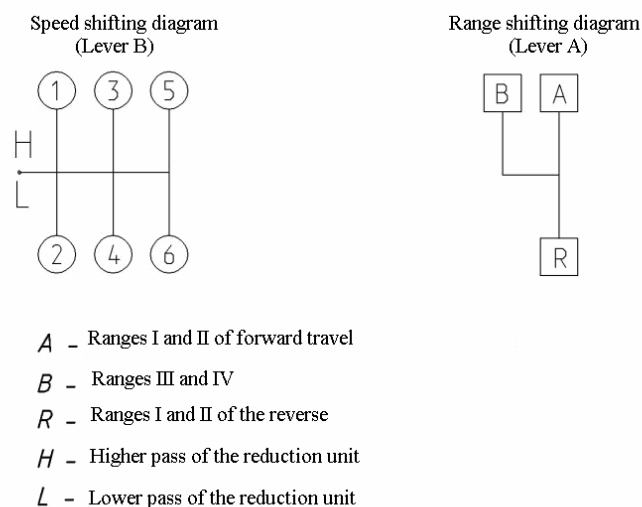 Speed shifting diagram
(Lever B)
Range shifting diagram
(Lever A)
1 3 5
B A
H
L
2 4 6
R
A – Ranges I and II of forward travel
B – Ranges III and IV
R – Ranges I and II of the reverse
H – Higher pass of the reduction unit
L – Lower pass of the reduction unit